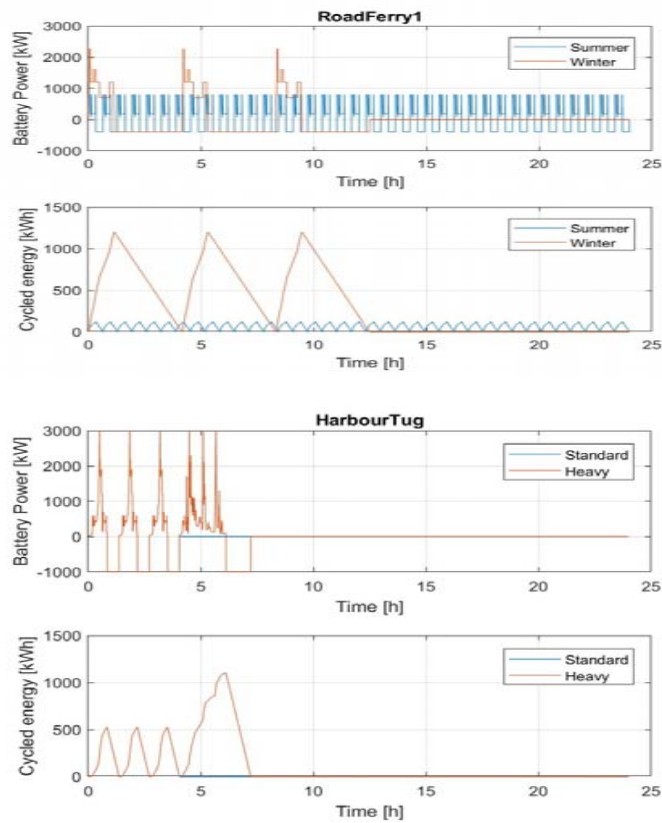 RoadFerry1
Battery Power [kW]
3000
2000
1000
0
-1000
Summer
Winter
0 5 10 15 20 25
Time [h]
Cycled energy [kWh]
1500
1000
500
0
Summer
Winter
0 5 10 15 20 25
Time [h]
HarbourTug
Battery Power [kW]
3000
2000
1000
0
-1000
Standard
Heavy
0 5 10 15 20 25
Time [h]
Cycled energy [kWh]
1500
1000
500
0
Standard
Heavy
0 5 10 15 20 25
Time [h]